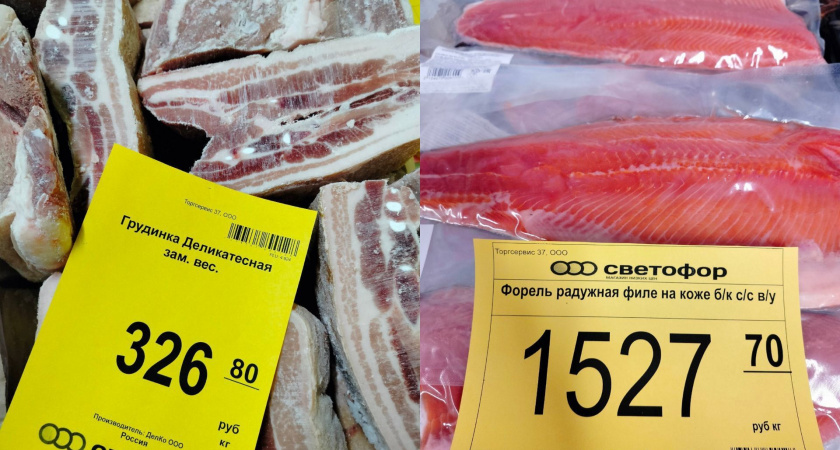 Торгсервис 37, ООО
Грудинка Деликатесная
зам. вес.
326 80
руб
кг
Производитель: ДелКо ООО
Россия
Торгсервис 37, ООО
светофор
Форель радужная филе на коже б/к с/с в/у
1527 70
руб кг